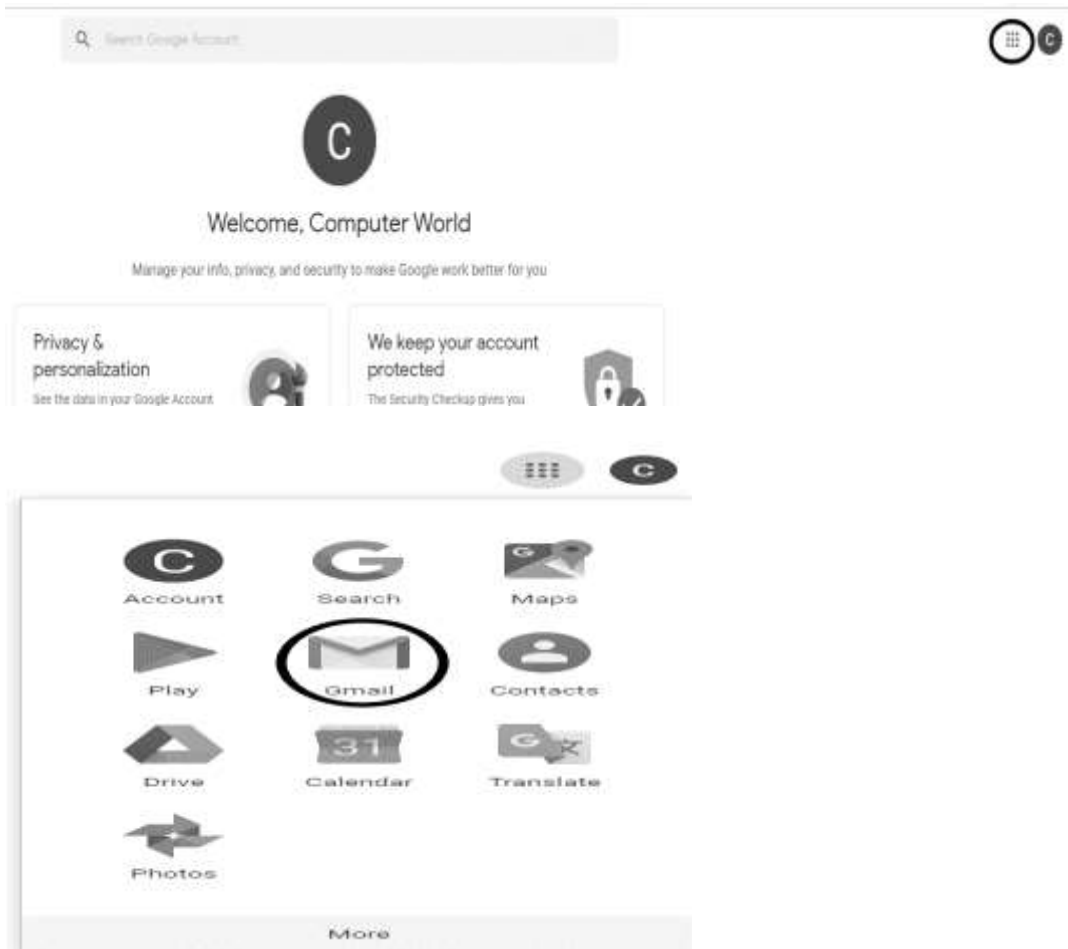 Search Google Account
C
C
Welcome, Computer World
Manage your info, privacy, and security to make Google work better for you
Privacy &
personalization
See the data in your Google Account
We keep your account
protected
The Security Checkup gives you
C
C
G
G
Account
Search
Maps
Play
Gmail
Contacts
31
G
Drive
Calendar
Translate
Photos
More